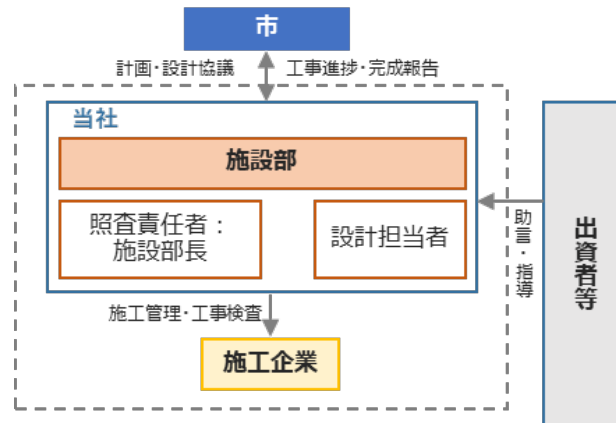 市
計画・設計協議
工事進捗・完成報告
当社
施設部
照査責任者：
施設部長
設計担当者
助言・指導
出資者等
施工管理・工事検査
施工企業